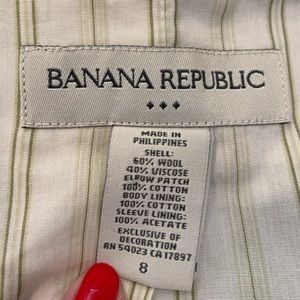 BANANA REPUBLIC
MADE IN
PHILIPPINES
SHELL:
60% WOOL
40% VISCOSE
ELBOW PATCH
100% COTTON
BODY LINING:
100% COTTON
SLEEVE LINING:
100% ACETATE
EXCLUSIVE OF
DECORATION
RN 54023 CA 17897
8